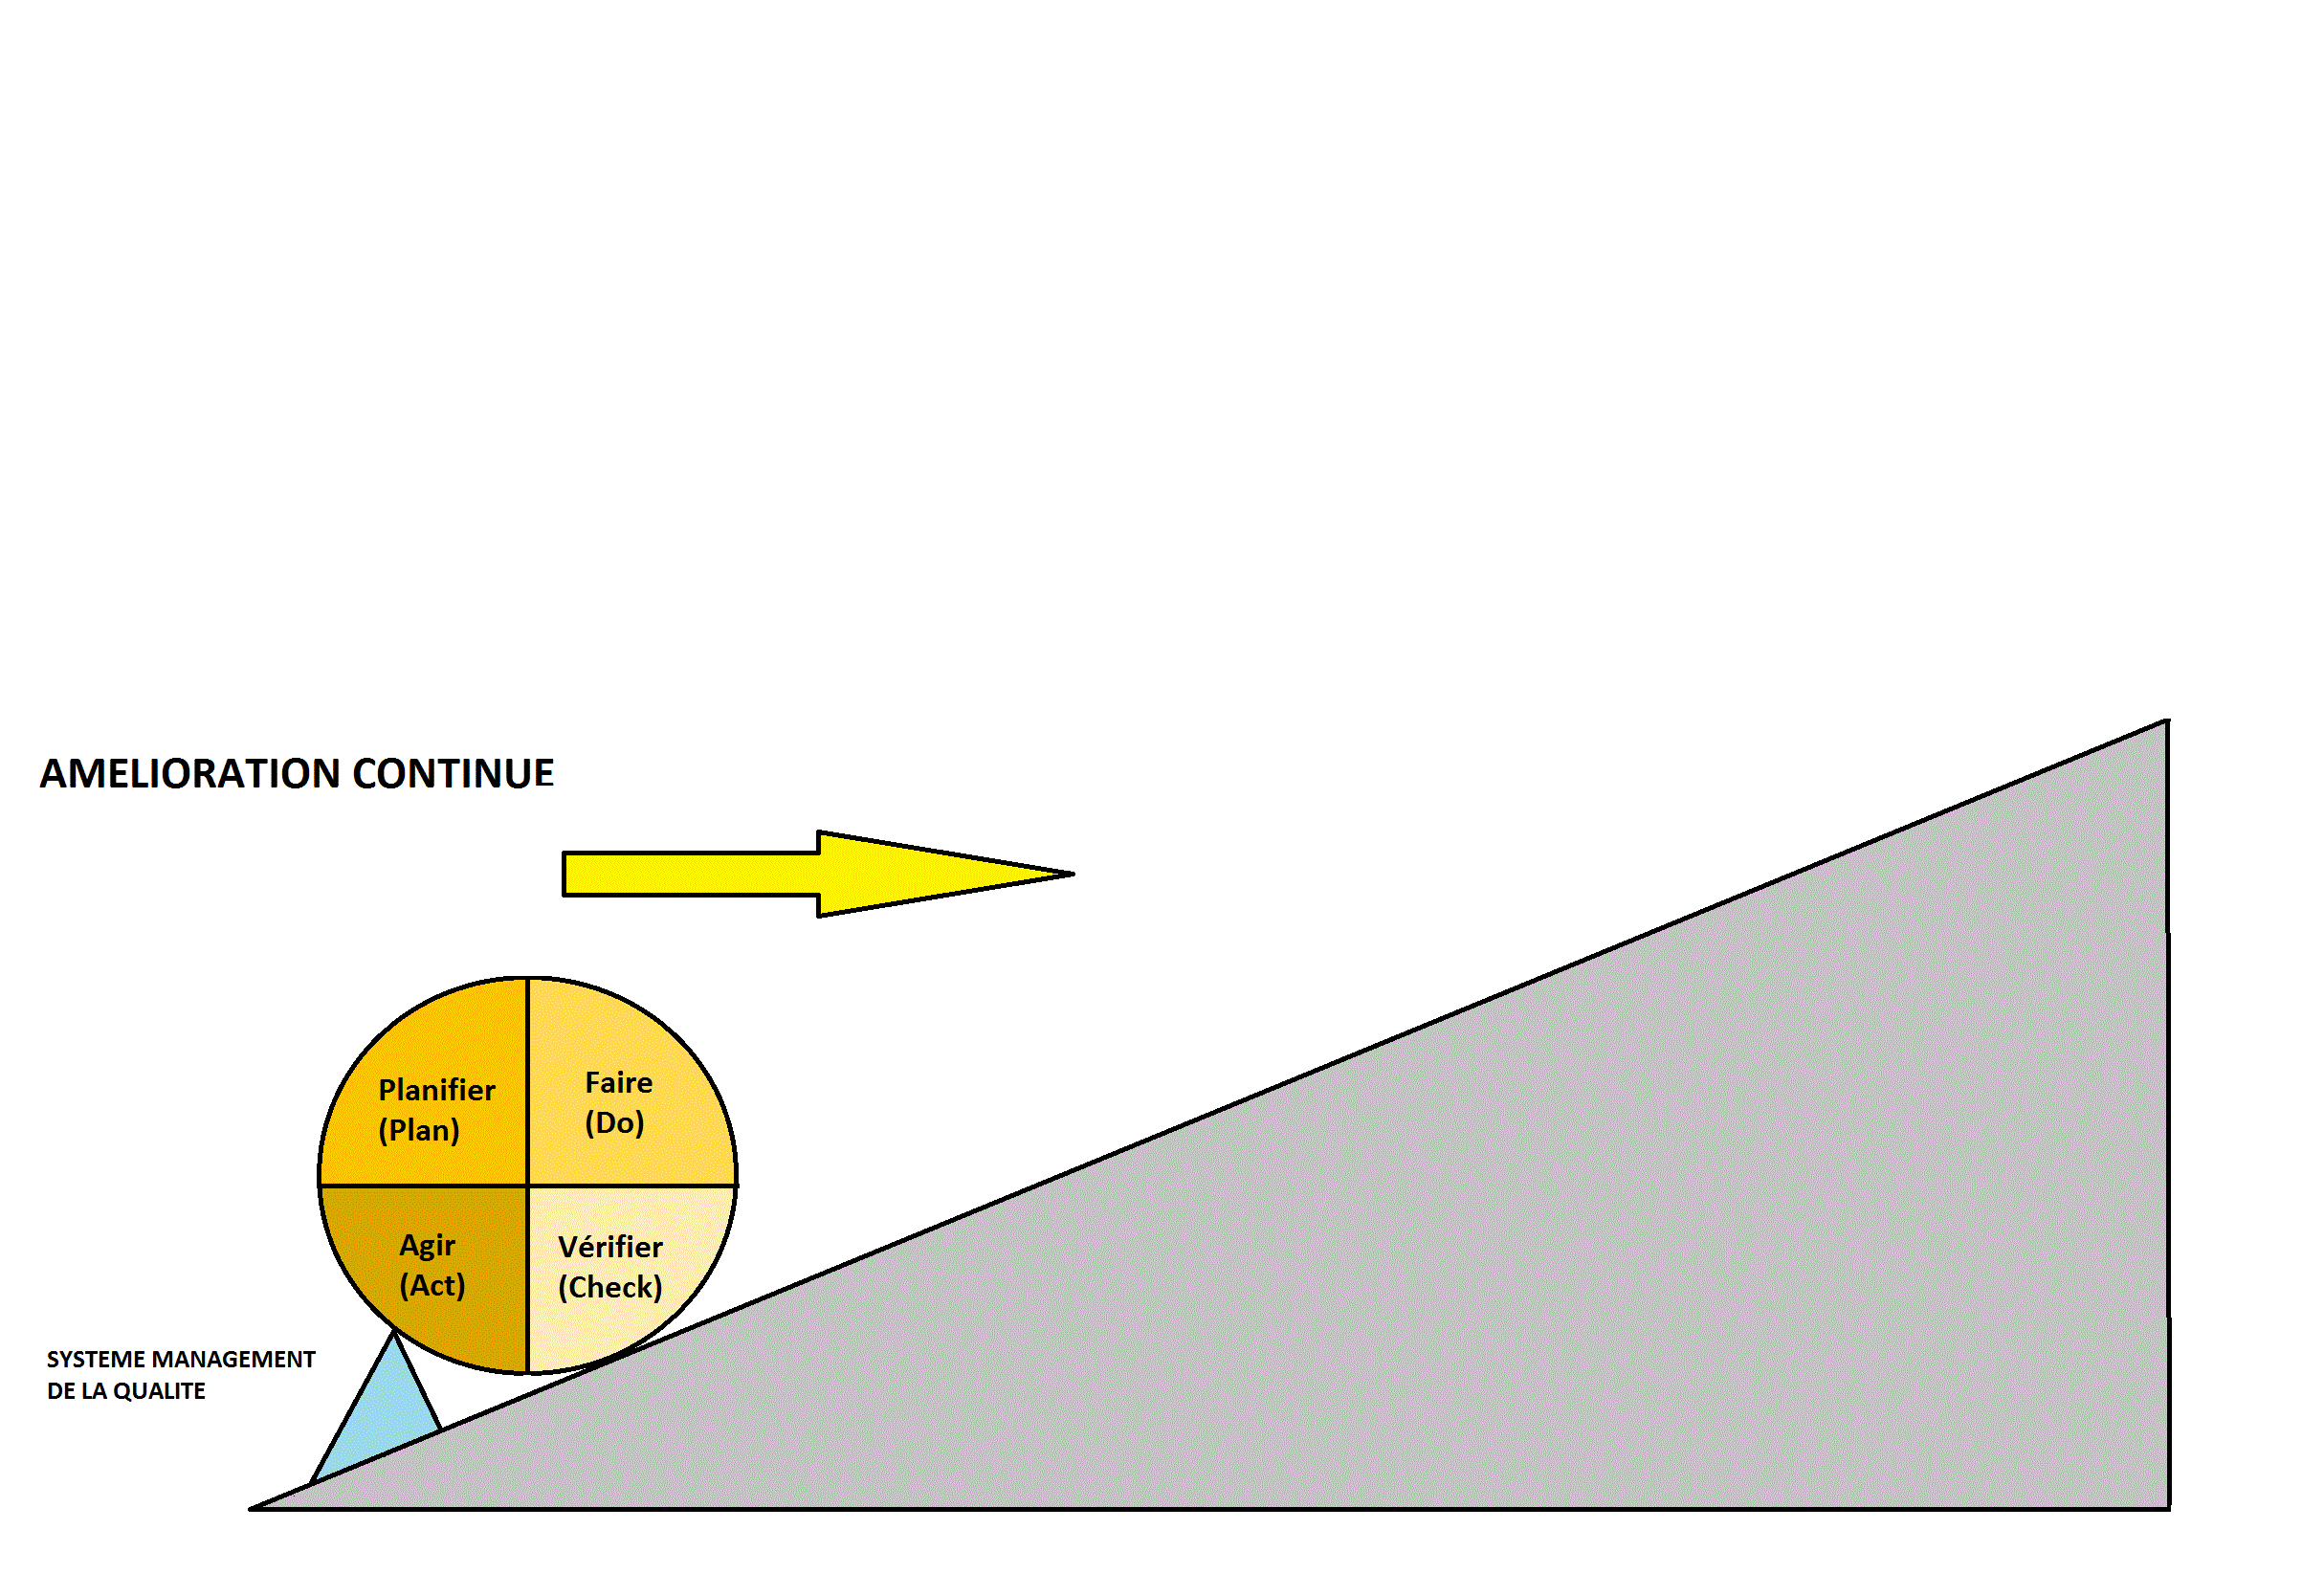 AMELIORATION CONTINUE
Planifier
(Plan)
Faire
(Do)
Agir
(Act)
Vérifier
(Check)
SYSTEME MANAGEMENT
DE LA QUALITE